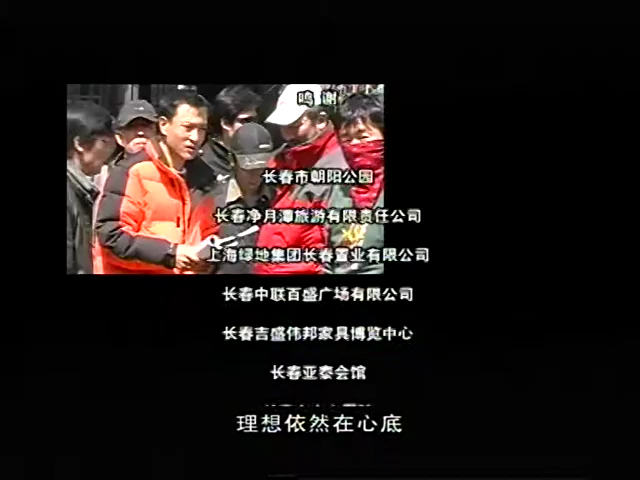 鸣 谢
长春市朝阳公园
长春净月潭旅游有限责任公司
上海绿地集团长春置业有限公司
长春中联百盛广场有限公司
长春吉盛伟邦家具博览中心
长春亚泰会馆
理想依然在心底